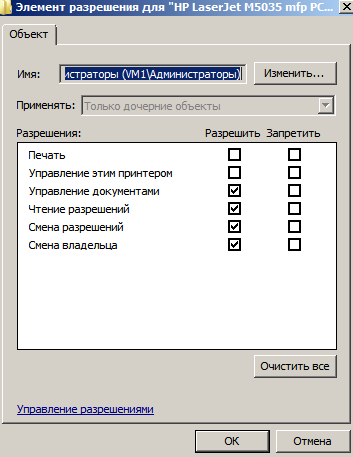 Элемент разрешения для "HP LaserJet M5035 mfp PC...
Объект
Имя: истраторы (VM1\Администраторы) Изменить...
Применять: Только дочерние объекты
Разрешения: Разрешить Запретить
Печать
Управление этим принтером
Управление документами
Чтение разрешений
Смена разрешений
Смена владельца
Очистить все
Управление разрешениями
OK Отмена